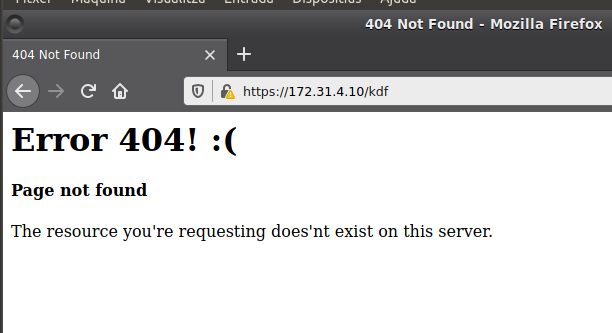 Fitxer Màquina Visualitza Entrada Dispositius Ajuda
404 Not Found - Mozilla Firefox
404 Not Found
https://172.31.4.10/kdf
Error 404! :(
Page not found
The resource you're requesting does'nt exist on this server.